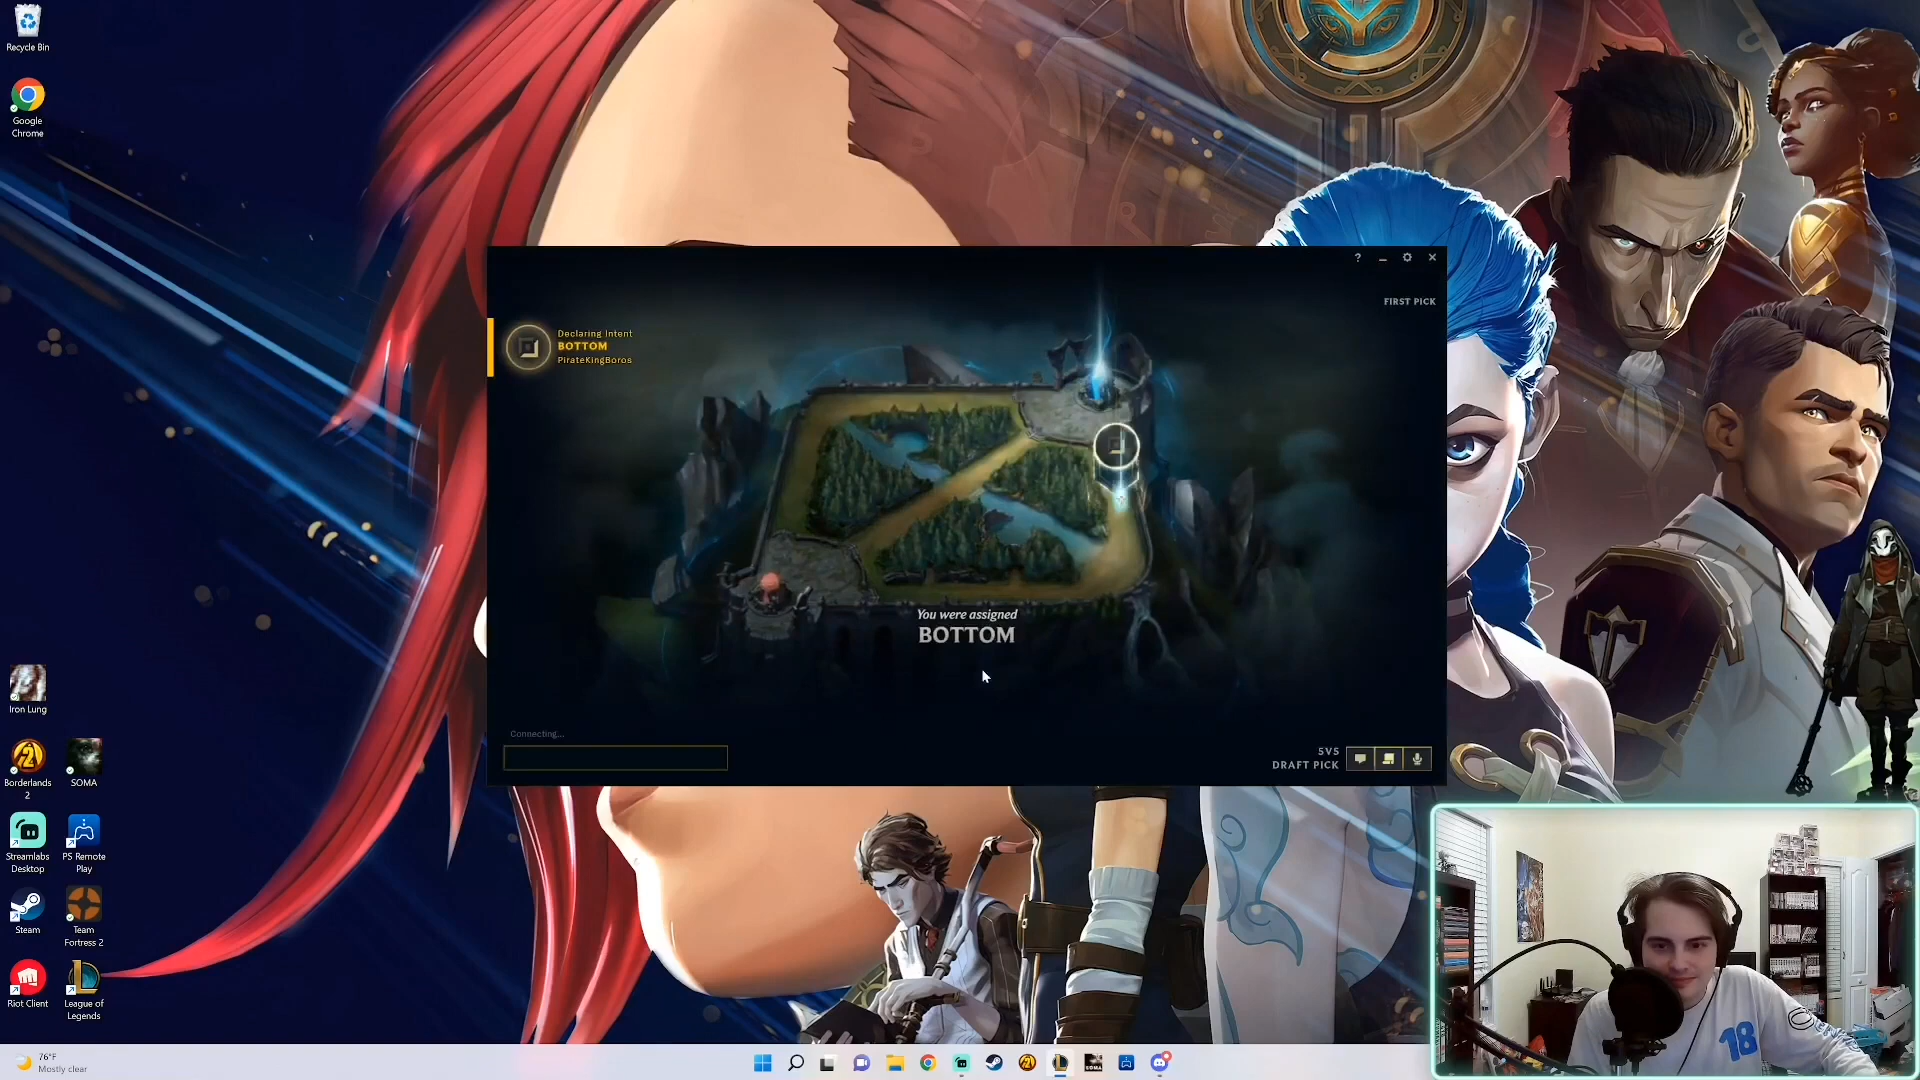 Recycle Bin
Google
Chrome
?
FIRST PICK
Declaring Intent
BOTTOM
PirateKingBoros
You were assigned
BOTTOM
Iron Lung
Connecting...
5V5
DRAFT PICK
Borderlands
2
SOMA
Streamlabs
Desktop
PS Remote
Play
Steam
Team
Fortress 2
Riot Client
League of
Legends
18
76°F
Mostly clear
SOMA